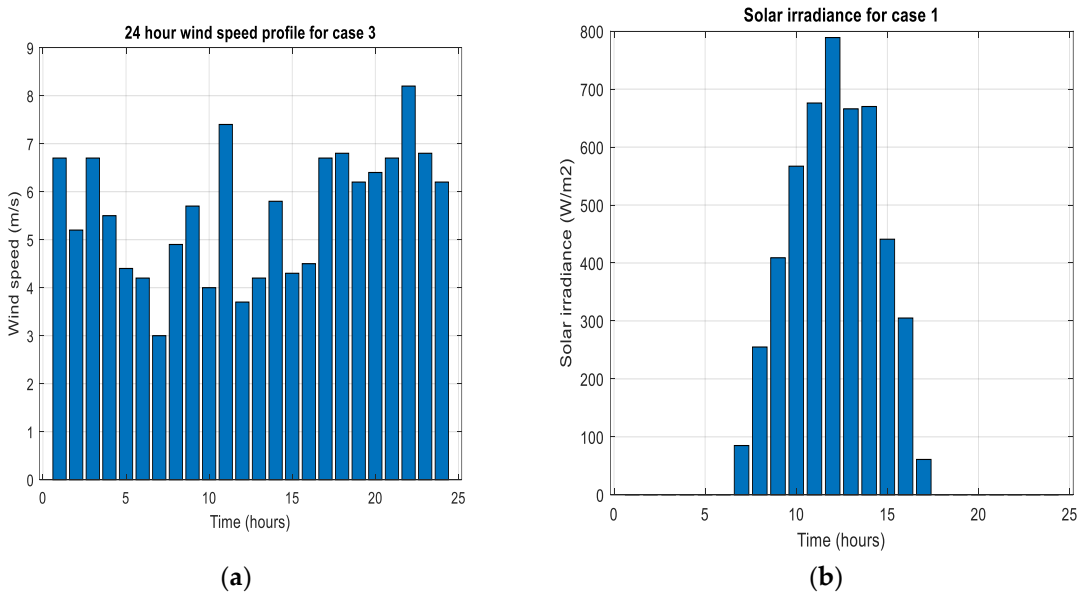 24 hour wind speed profile for case 3
9
8
7
6
5
4
3
2
1
0
Wind speed (m/s)
0 5 10 15 20 25
Time (hours)
(a)
Solar irradiance for case 1
800
700
600
500
400
300
200
100
0
Solar irradiance (W/m2)
0 5 10 15 20 25
Time (hours)
(b)